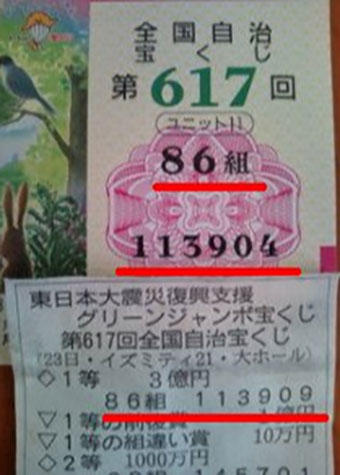 全国自治
宝くじ
第617回
ユニット11
86組
113904
東日本大震災復興支援
グリーンジャンボ宝くじ
第617回全国自治宝くじ
(23日・イズミティ21・大ホール)
◇1等 3億円
86組 113909
▽1等の前後賞 1億円
▽1等の組違い賞 10万円
◇2等 1000万円